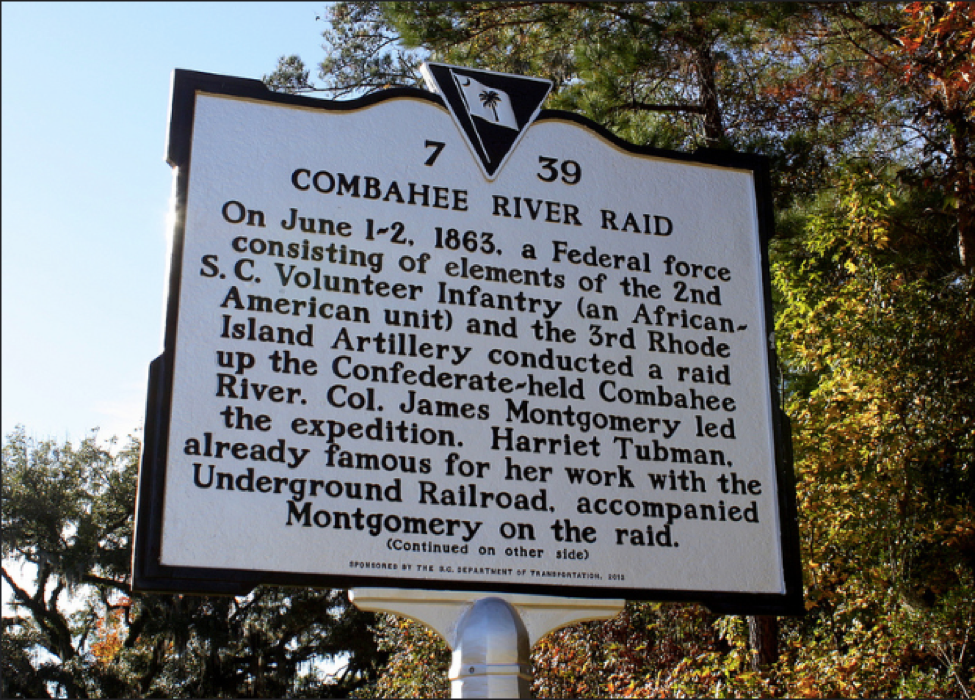 7 39
COMBAHEE RIVER RAID
On June 1-2, 1863, a Federal force
consisting of elements of the 2nd
S.C. Volunteer Infantry (an African-
American unit) and the 3rd Rhode
Island Artillery conducted a raid
up the Confederate-held Combahee
River. Col. James Montgomery led
the expedition. Harriet Tubman,
already famous for her work with the
Underground Railroad, accompanied
Montgomery on the raid.
(Continued on other side)
SPONSORED BY THE S.C. DEPARTMENT OF TRANSPORTATION,